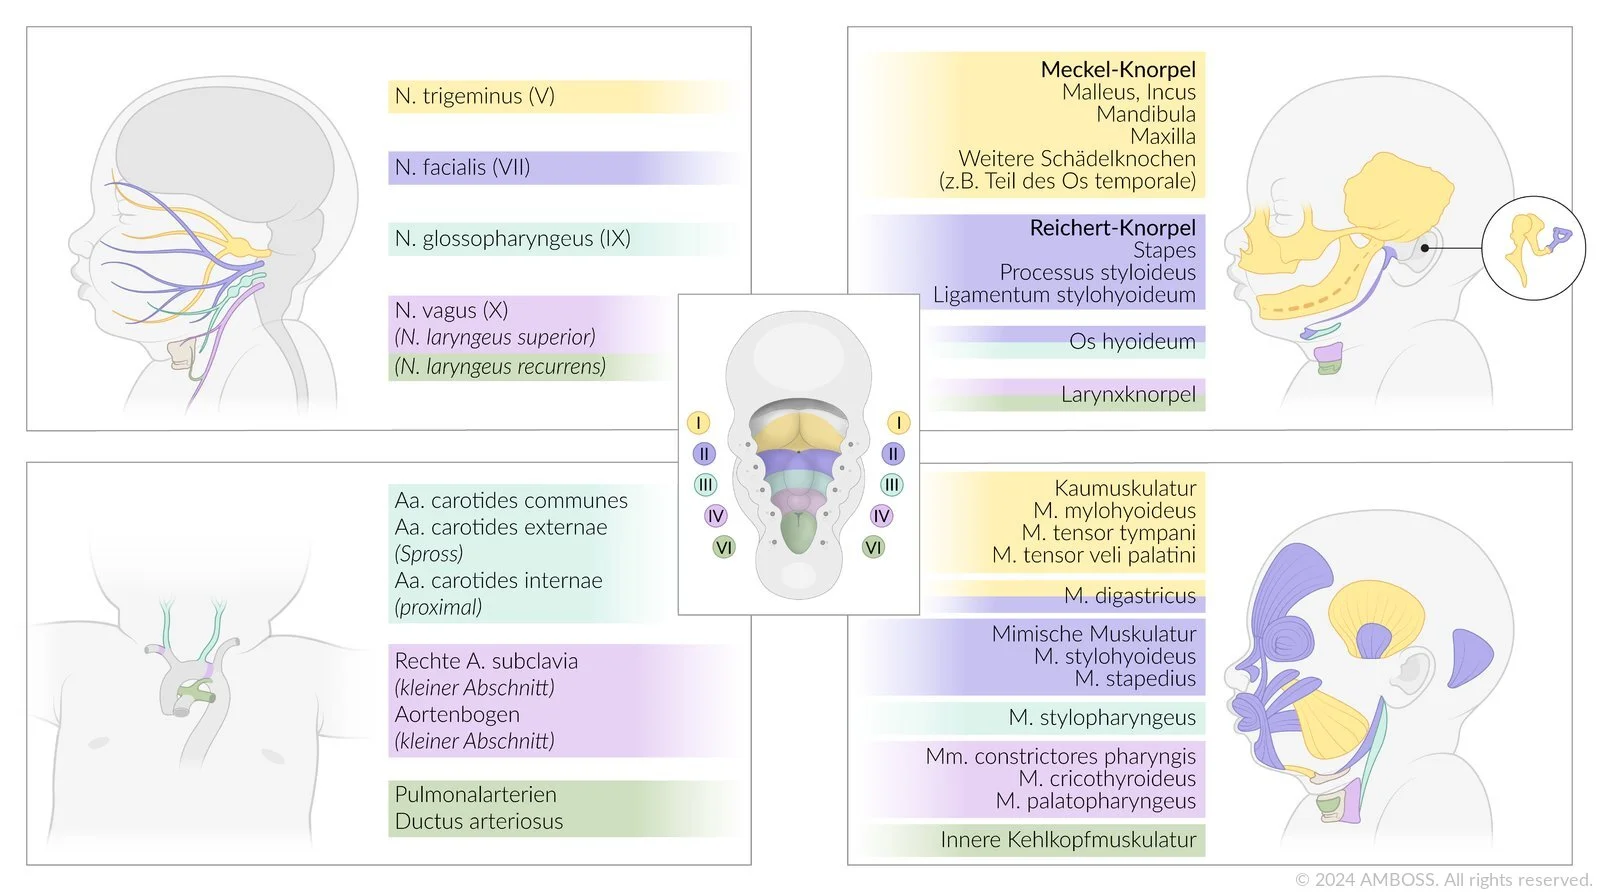 N. trigeminus (V)
N. facialis (VII)
N. glossopharyngeus (IX)
N. vagus (X)
(N. laryngeus superior)
(N. laryngeus recurrens)
Meckel-Knorpel
Malleus, Incus
Mandibula
Maxilla
Weitere Schädelknochen
(z.B. Teil des Os temporale)
Reichert-Knorpel
Stapes
Processus styloideus
Ligamentum stylohyoideum
Os hyoideum
Larynxknorpel
I I
II II
III III
IV IV
VI VI
Aa. carotides communes
Aa. carotides externae
(Spross)
Aa. carotides internae
(proximal)
Rechte A. subclavia
(kleiner Abschnitt)
Aortenbogen
(kleiner Abschnitt)
Pulmonalarterien
Ductus arteriosus
Kaumuskulatur
M. mylohyoideus
M. tensor tympani
M. tensor veli palatini
M. digastricus
Mimische Muskulatur
M. stylohyoideus
M. stapedius
M. stylopharyngeus
Mm. constrictores pharyngis
M. cricothyroideus
M. palatopharyngeus
Innere Kehlkopfmuskulatur
© 2024 AMBOSS. All rights reserved.